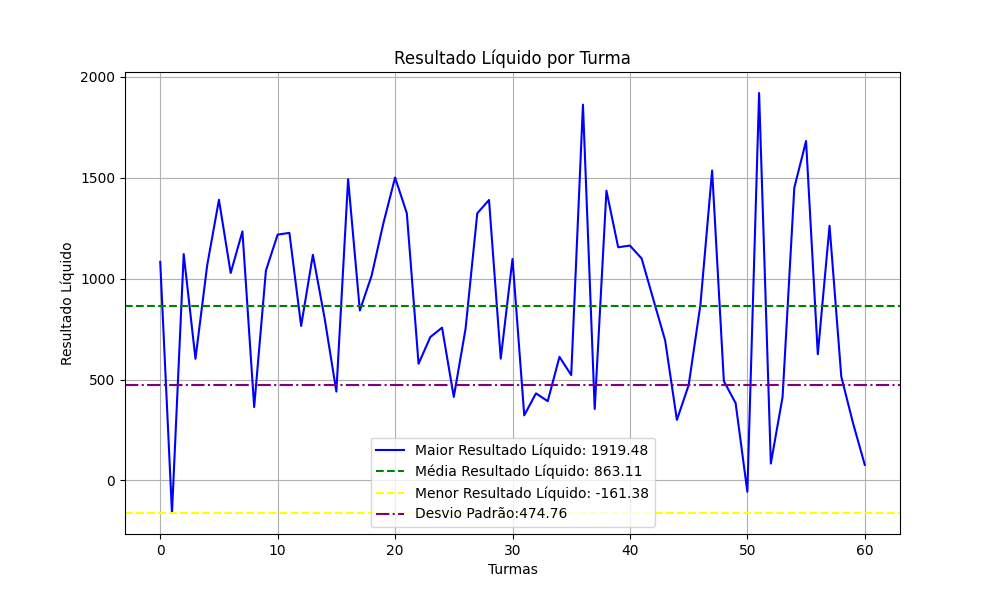 Resultado Líquido por Turma
2000
1500
1000
500
0
Resultado Líquido
Maior Resultado Líquido: 1919.48
Média Resultado Líquido: 863.11
Menor Resultado Líquido: -161.38
Desvio Padrão:474.76
0 10 20 30 40 50 60
Turmas